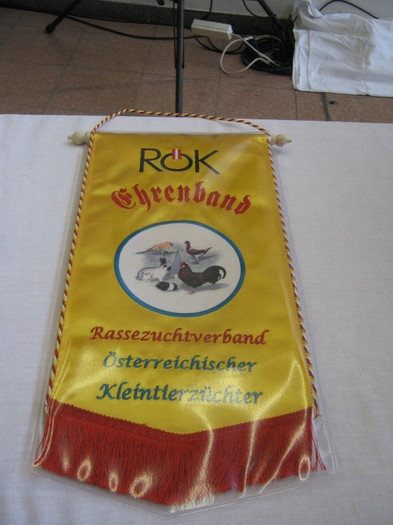 RÖK
Ehrenband
Rassezuchtverband
Österreichischer
Kleintierzüchter